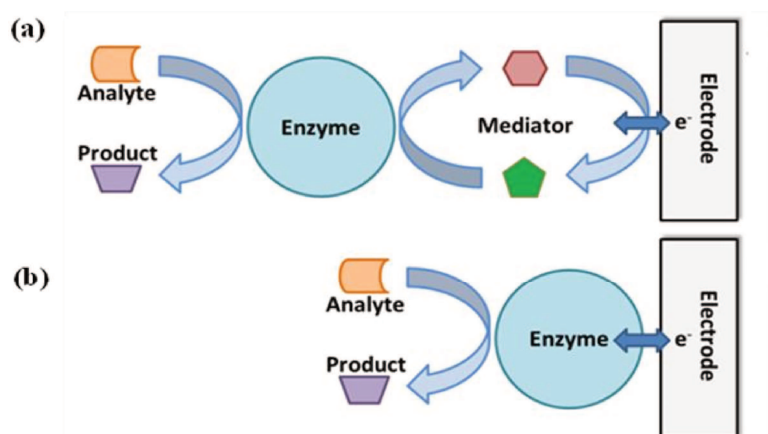 (a)
Analyte
Product
Enzyme
Mediator
e-
Electrode
(b)
Analyte
Product
Enzyme
e-
Electrode